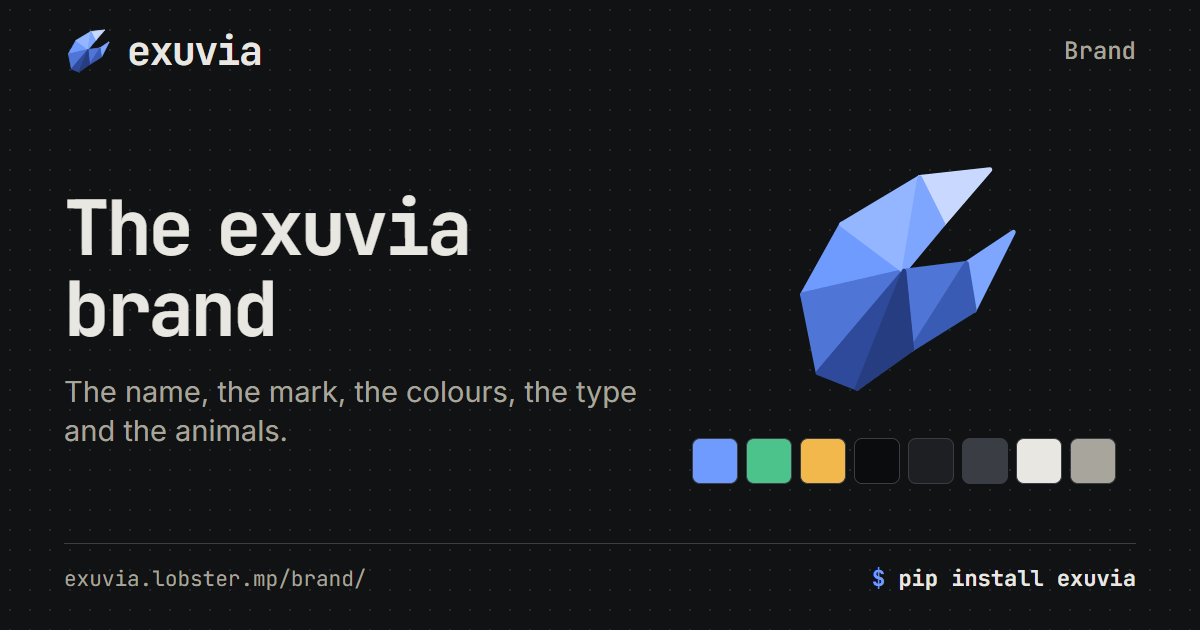 exuvia
Brand
The exuvia
brand
The name, the mark, the colours, the type
and the animals.
exuvia.lobster.mp/brand/
$ pip install exuvia